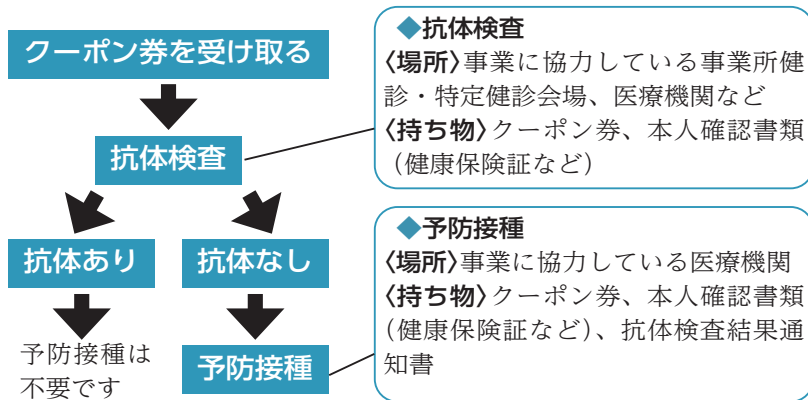 クーポン券を受け取る
抗体検査
抗体あり
抗体なし
予防接種は
不要です
予防接種
◆抗体検査
〈場所〉事業に協力している事業所健
診・特定健診会場、医療機関など
〈持ち物〉クーポン券、本人確認書類
（健康保険証など）
◆予防接種
〈場所〉事業に協力している医療機関
〈持ち物〉クーポン券、本人確認書類
（健康保険証など）、抗体検査結果通
知書